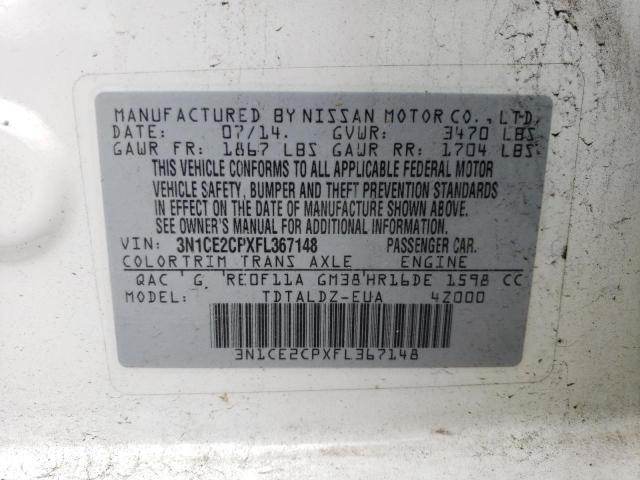 MANUFACTURED BY NISSAN MOTOR CO., LTD.
DATE: 07/14. GVWR: 3470 LBS
GAWR FR: 1867 LBS GAWR RR: 1704 LBS
THIS VEHICLE CONFORMS TO ALL APPLICABLE FEDERAL MOTOR
VEHICLE SAFETY, BUMPER AND THEFT PREVENTION STANDARDS
IN EFFECT ON THE DATE OF MANUFACTURE SHOWN ABOVE.
SEE OWNER'S MANUAL FOR ADDITIONAL INFORMATION.
VIN: 3N1CE2CPXFL367148 PASSENGER CAR.
COLOR TRIM TRANS AXLE ENGINE
QAC G RE0F11A GM38 HR16DE 1598 CC
MODEL: TDTALDZ-EUA 4Z000
3N1CE2CPXFL367148